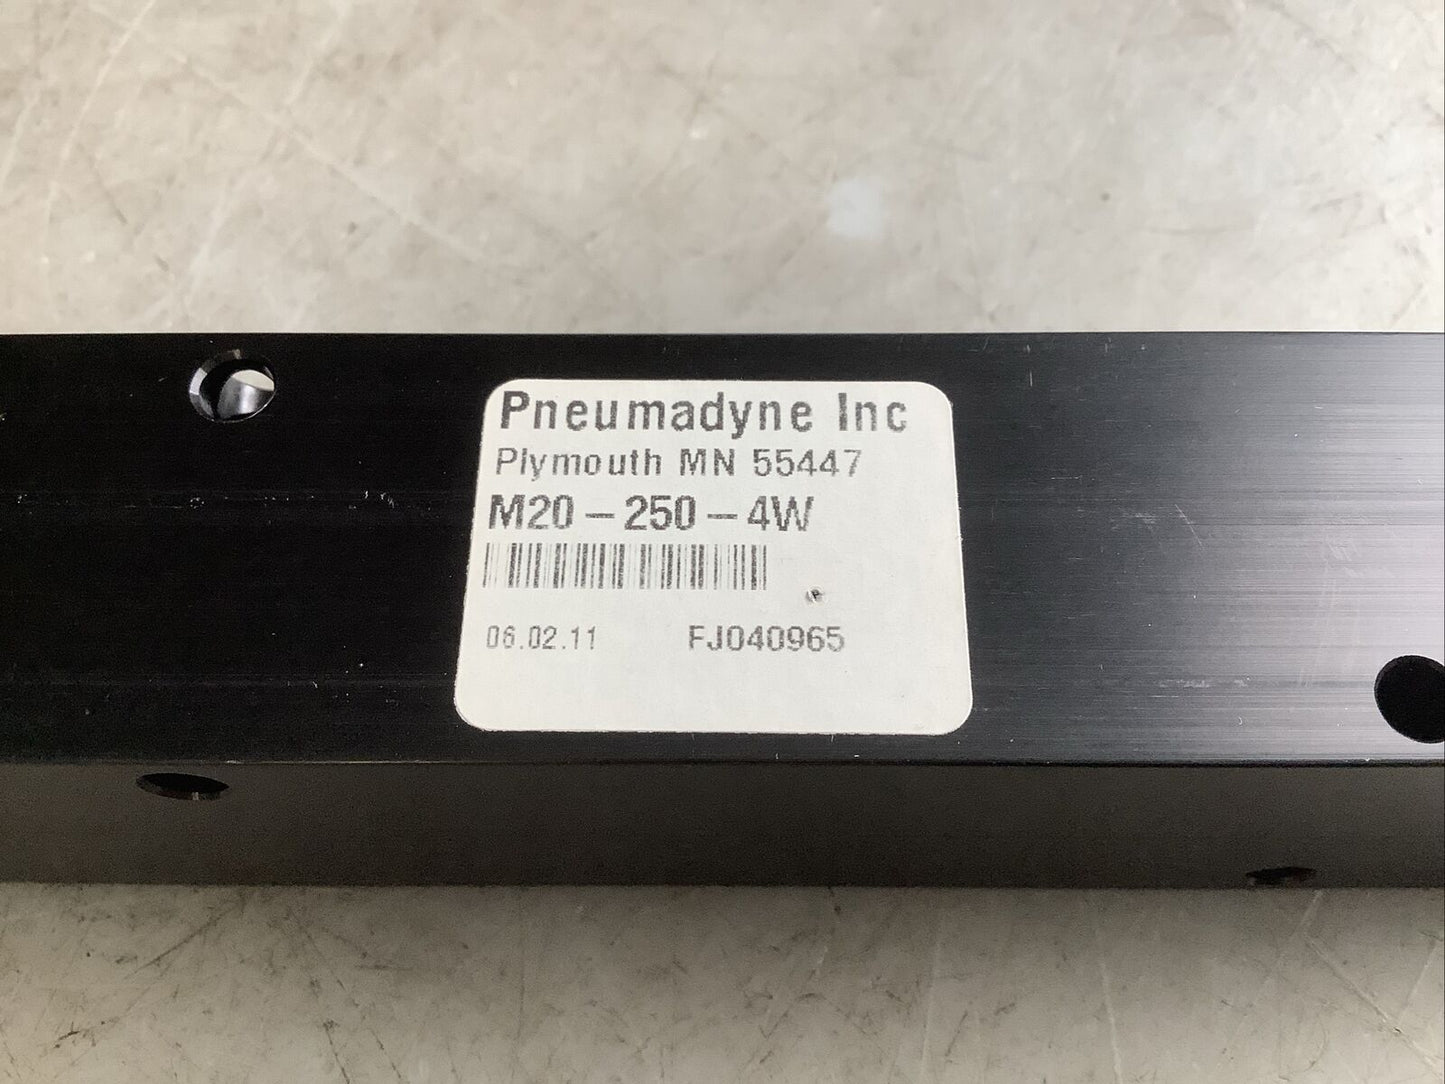 Pneumadyne Inc
Plymouth MN 55447
M20-250-4W
06.02.11 FJ040965